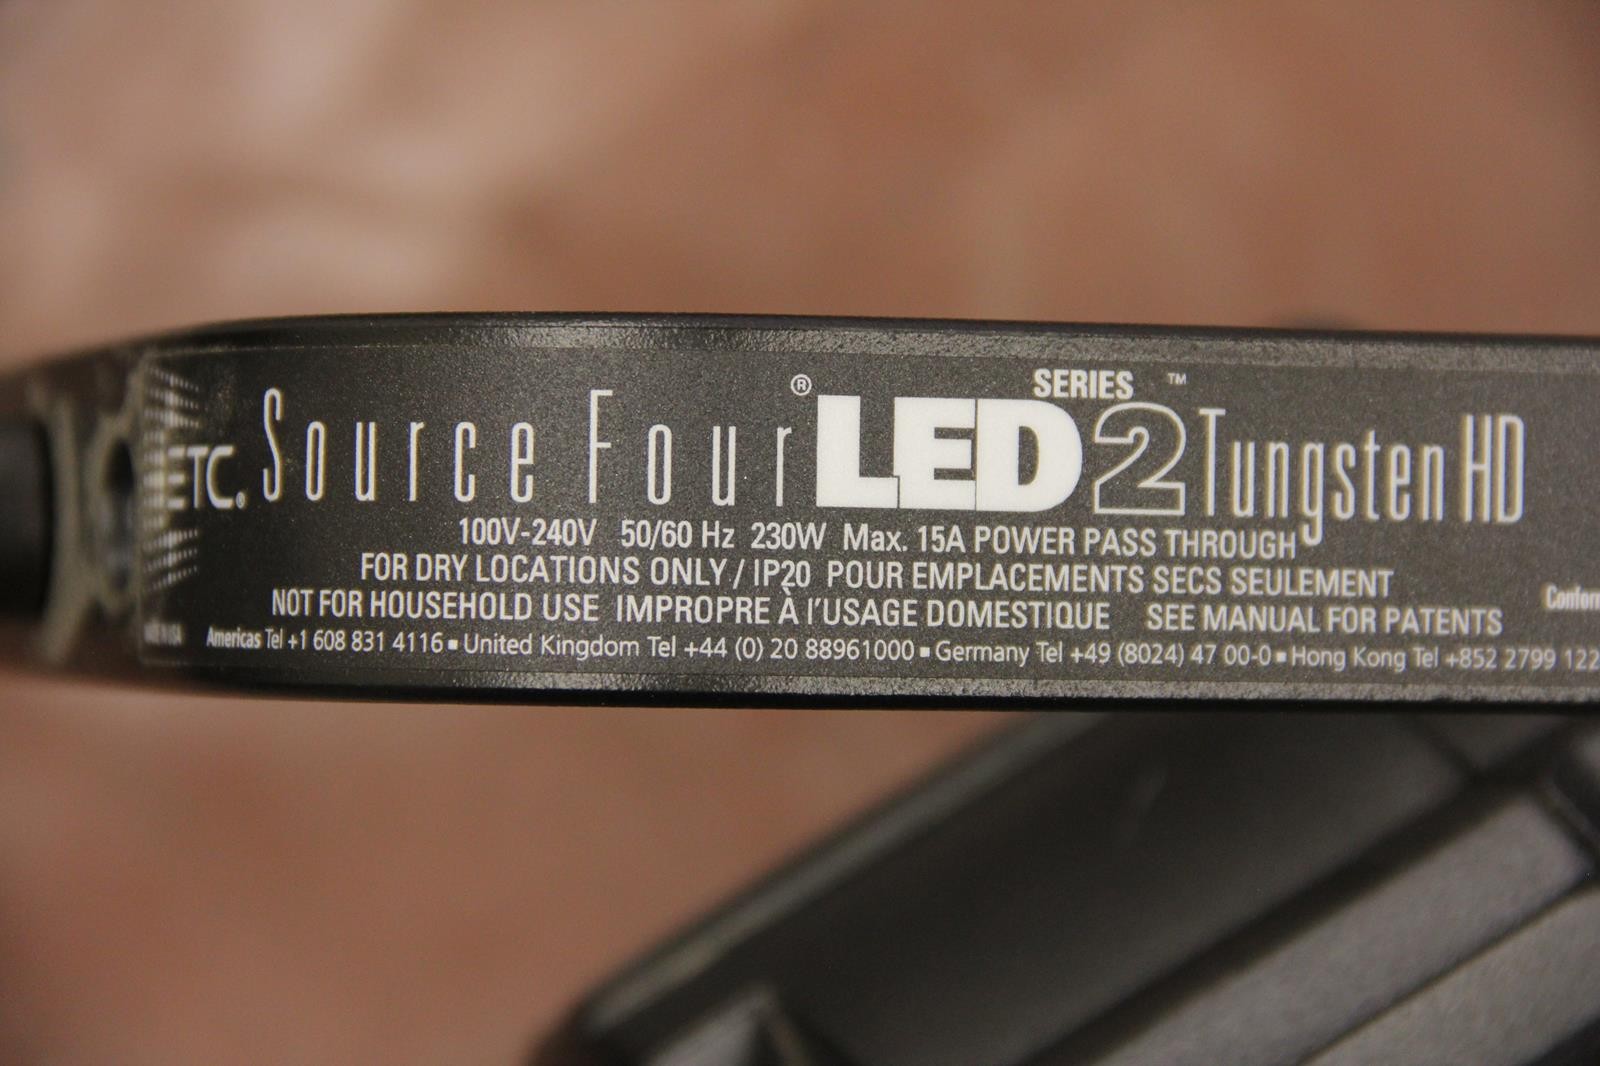 ETC® Source Four® LED SERIES 2™ Tungsten HD
100V-240V 50/60 Hz 230W Max. 15A POWER PASS THROUGH
FOR DRY LOCATIONS ONLY / IP20 POUR EMPLACEMENTS SECS SEULEMENT
NOT FOR HOUSEHOLD USE IMPROPRE À l'USAGE DOMESTIQUE SEE MANUAL FOR PATENTS
Americas Tel +1 608 831 4116 ▪ United Kingdom Tel +44 (0) 20 88961000 ▪ Germany Tel +49 (8024) 47 00-0 ▪ Hong Kong Tel +852 2799 122